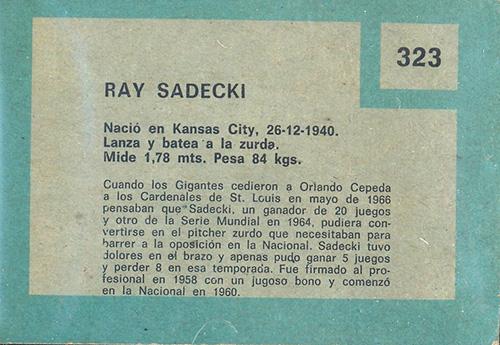 323
RAY SADECKI
Nació en Kansas City, 26-12-1940.
Lanza y batea a la zurda.
Mide 1,78 mts. Pesa 84 kgs.
Cuando los Gigantes cedieron a Orlando Cepeda
a los Cardenales de St. Louis en mayo de 1966
pensaban que Sadecki, un ganador de 20 juegos
y otro de la Serie Mundial en 1964, pudiera con-
vertirse en el pitcher zurdo que necesitaban para
barrer a la oposición en la Nacional. Sadecki tuvo
dolores en el brazo y apenas pudo ganar 5 juegos
y perder 8 en esa temporada. Fue firmado al pro-
fesional en 1958 con un jugoso bono y comenzó
en la Nacional en 1960.